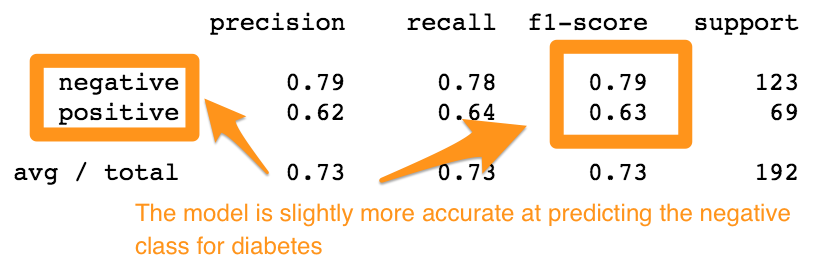 precision recall f1-score support
negative 0.79 0.78 0.79 123
positive 0.62 0.64 0.63 69
avg / total 0.73 0.73 0.73 192
The model is slightly more accurate at predicting the negative
class for diabetes